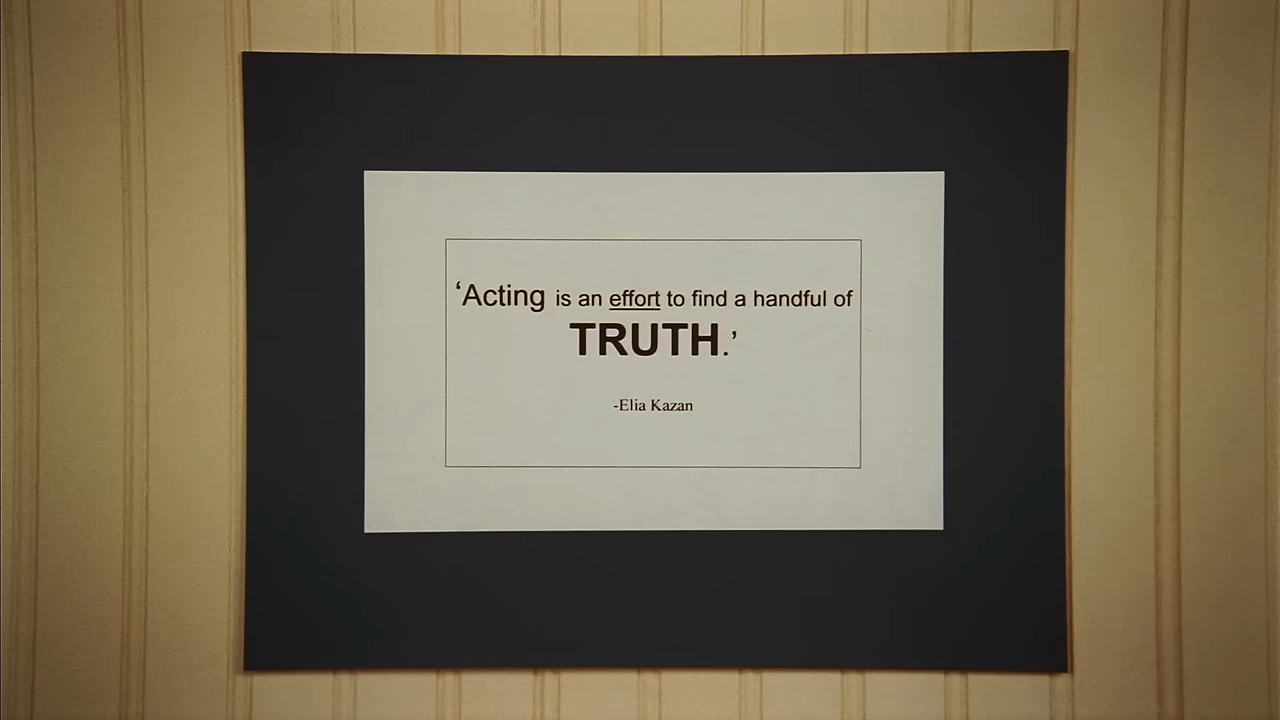 ‘Acting is an effort to find a handful of
TRUTH.’
-Elia Kazan